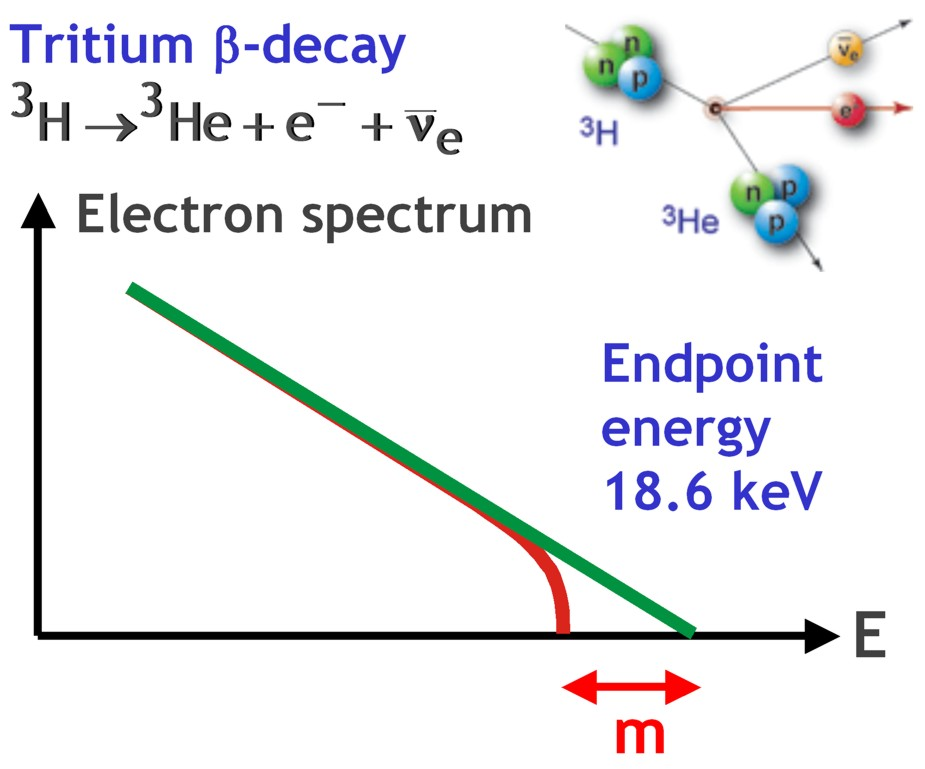 Tritium β-decay
³H → ³He + e⁻ + ν̅ₑ
n
n
p
³H
ν̅ₑ
e⁻
n
p
p
³He
Electron spectrum
Endpoint
energy
18.6 keV
E
m